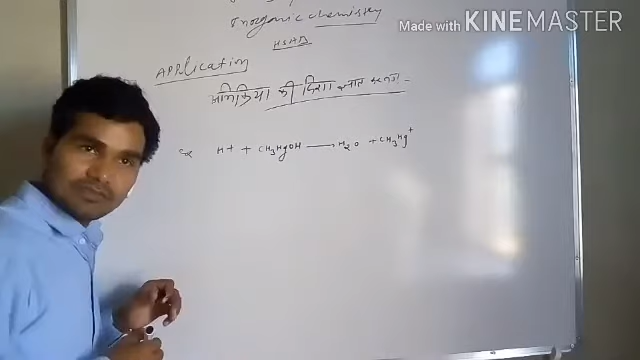 Made with KINEMASTER
Inorganic chemistry
HSAB
APPlication
अभिक्रिया की दिशा ज्ञात करना -
H+ + CH3HgOH ⟶ H2O + CH3Hg+